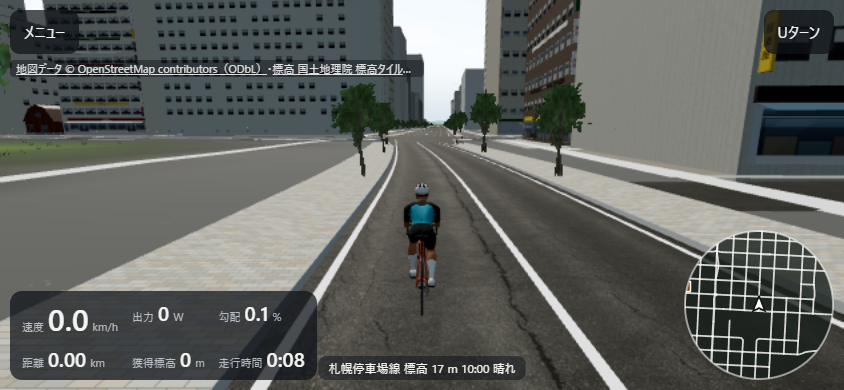 メニュー
Uターン
地図データ © OpenStreetMap contributors（ODbL）・標高 国土地理院 標高タイル...
速度 0.0 km/h 出力 0 W 勾配 0.1 %
距離 0.00 km 獲得標高 0 m 走行時間 0:08
札幌停車場線 標高 17 m 10:00 晴れ